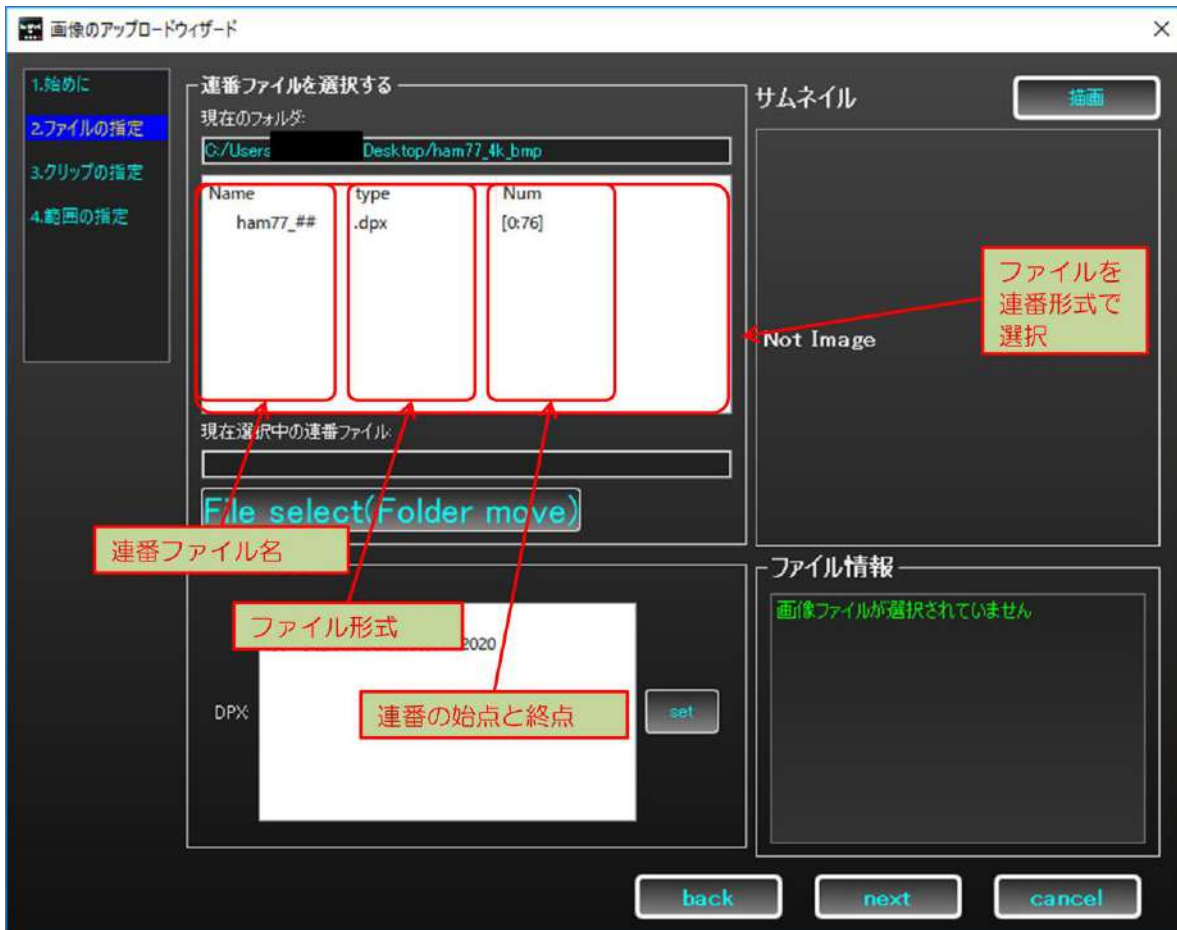 画像のアップロードウィザード
1.始めに
2.ファイルの指定
3.クリップの指定
4.範囲の指定
連番ファイルを選択する
現在のフォルダ:
C:/Users
Desktop/ham77_4k_bmp
Name type Num
ham77_## .dpx [0:76]
現在選択中の連番ファイル:
File select(Folder move)
連番ファイル名
ファイル形式
2020
DPX:
連番の始点と終点
set
サムネイル
描画
ファイルを
連番形式で
選択
Not Image
ファイル情報
画像ファイルが選択されていません
back
next
cancel